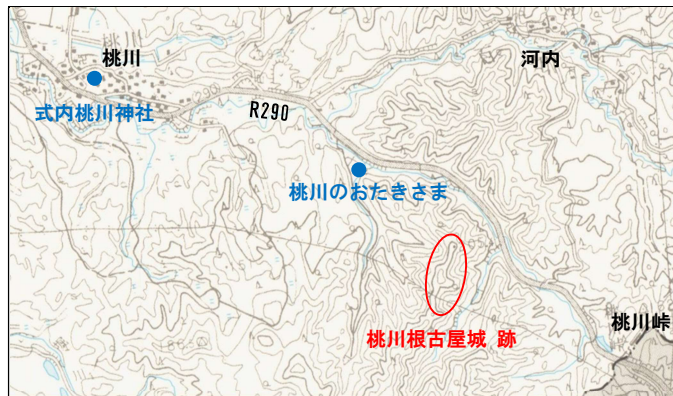 桃川
河内
式内桃川神社
R290
桃川のおたきさま
桃川峠
桃川根古屋城 跡